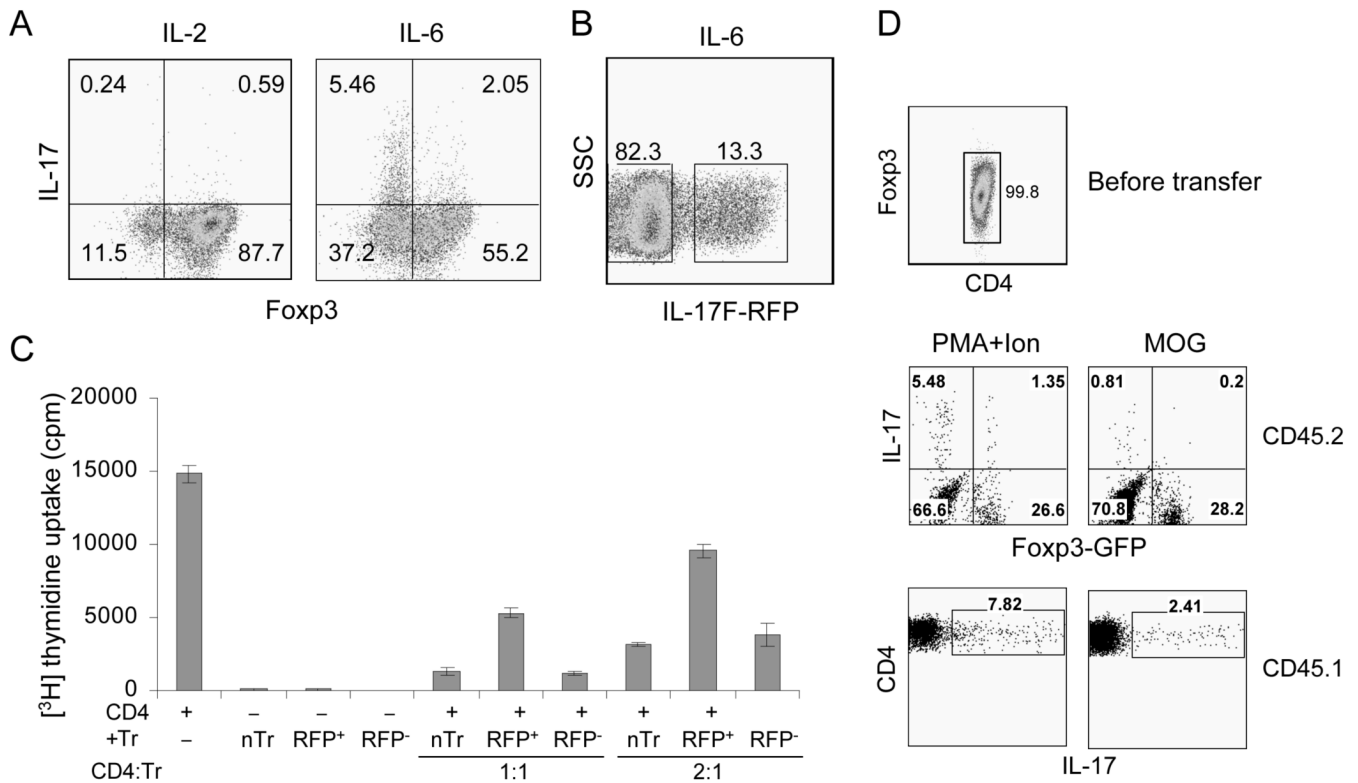 A
IL-2
IL-6
0.24
0.59
5.46
2.05
11.5
87.7
37.2
55.2
IL-17
Foxp3
B
IL-6
82.3
13.3
SSC
IL-17F-RFP
C
[³H] thymidine uptake (cpm)
20000
15000
10000
5000
0
CD4 + – – – + + + + +
+Tr – nTr RFP⁺ RFP⁻ nTr RFP⁺ RFP⁻ nTr RFP⁺ RFP⁻
CD4:Tr 1:1 2:1
D
Foxp3
99.8
Before transfer
CD4
PMA+Ion
MOG
5.48
1.35
0.81
0.2
IL-17
CD45.2
66.6
26.6
70.8
28.2
Foxp3-GFP
7.82
2.41
CD4
CD45.1
IL-17